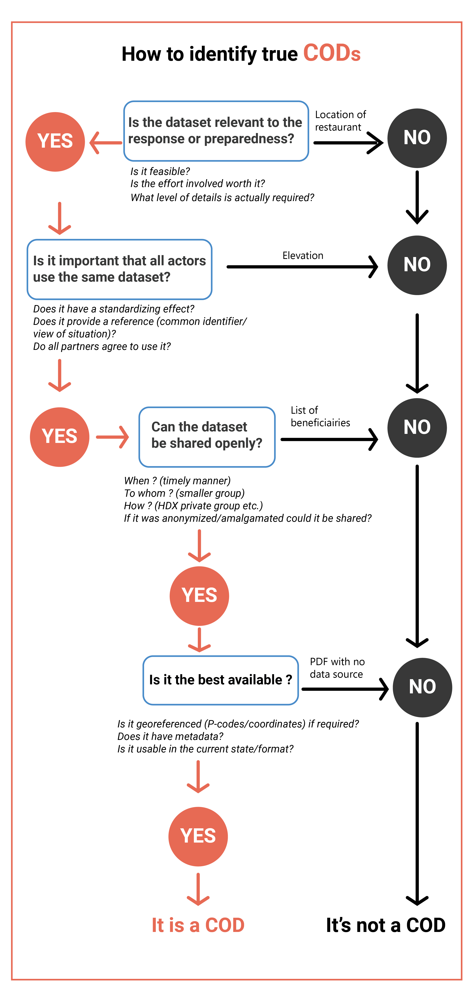 How to identify true CODs
YES
Is the dataset relevant to the
response or preparedness?
Location of
restaurant
NO
Is it feasible?
Is the effort involved worth it?
What level of details is actually required?
Is it important that all actors
use the same dataset?
Elevation
NO
Does it have a standardizing effect?
Does it provide a reference (common identifier/
view of situation)?
Do all partners agree to use it?
YES
Can the dataset
be shared openly?
List of
beneficiairies
NO
When ? (timely manner)
To whom ? (smaller group)
How ? (HDX private group etc.)
If it was anonymized/amalgamated could it be shared?
YES
Is it the best available ?
PDF with no
data source
NO
Is it georeferenced (P-codes/coordinates) if required?
Does it have metadata?
Is it usable in the current state/format?
YES
It is a COD
It’s not a COD